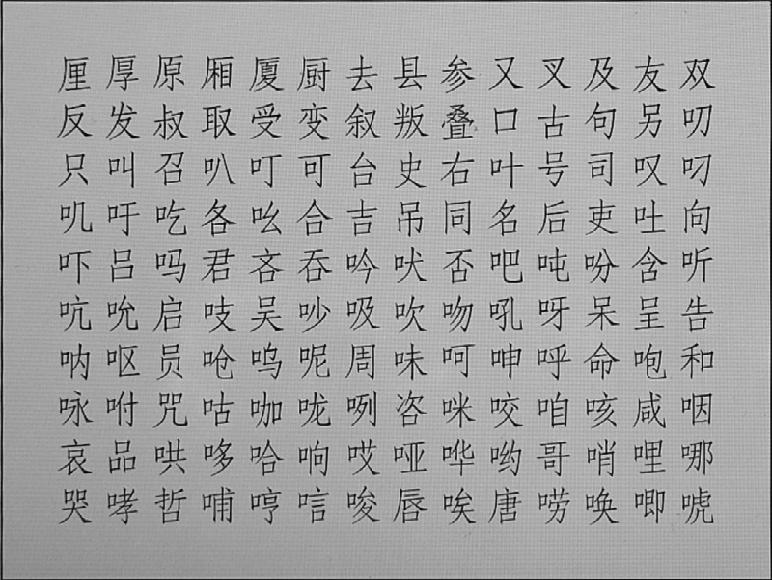 厘厚原厢厦厨去县参又叉及友双
反发叔取受变叙叛叠口古句另叨
只叫召叭叮可台史右叶号司叹叼
叽吁吃各吆合吉吊同名后吏吐向
吓吕吗君吝吞吟吠否吧吨吩含听
吭吮启吱吴吵吸吹吻吼呀呆呈告
呐呕员呛呜呢周味呵呻呼命咆和
咏咐咒咕咖咙咧咨咪咬咱咳咸咽
哀品哄哆哈响哎哑哗哟哥哨哩哪
哭哮哲哺哼唁唆唇唉唐唠唤唧唬